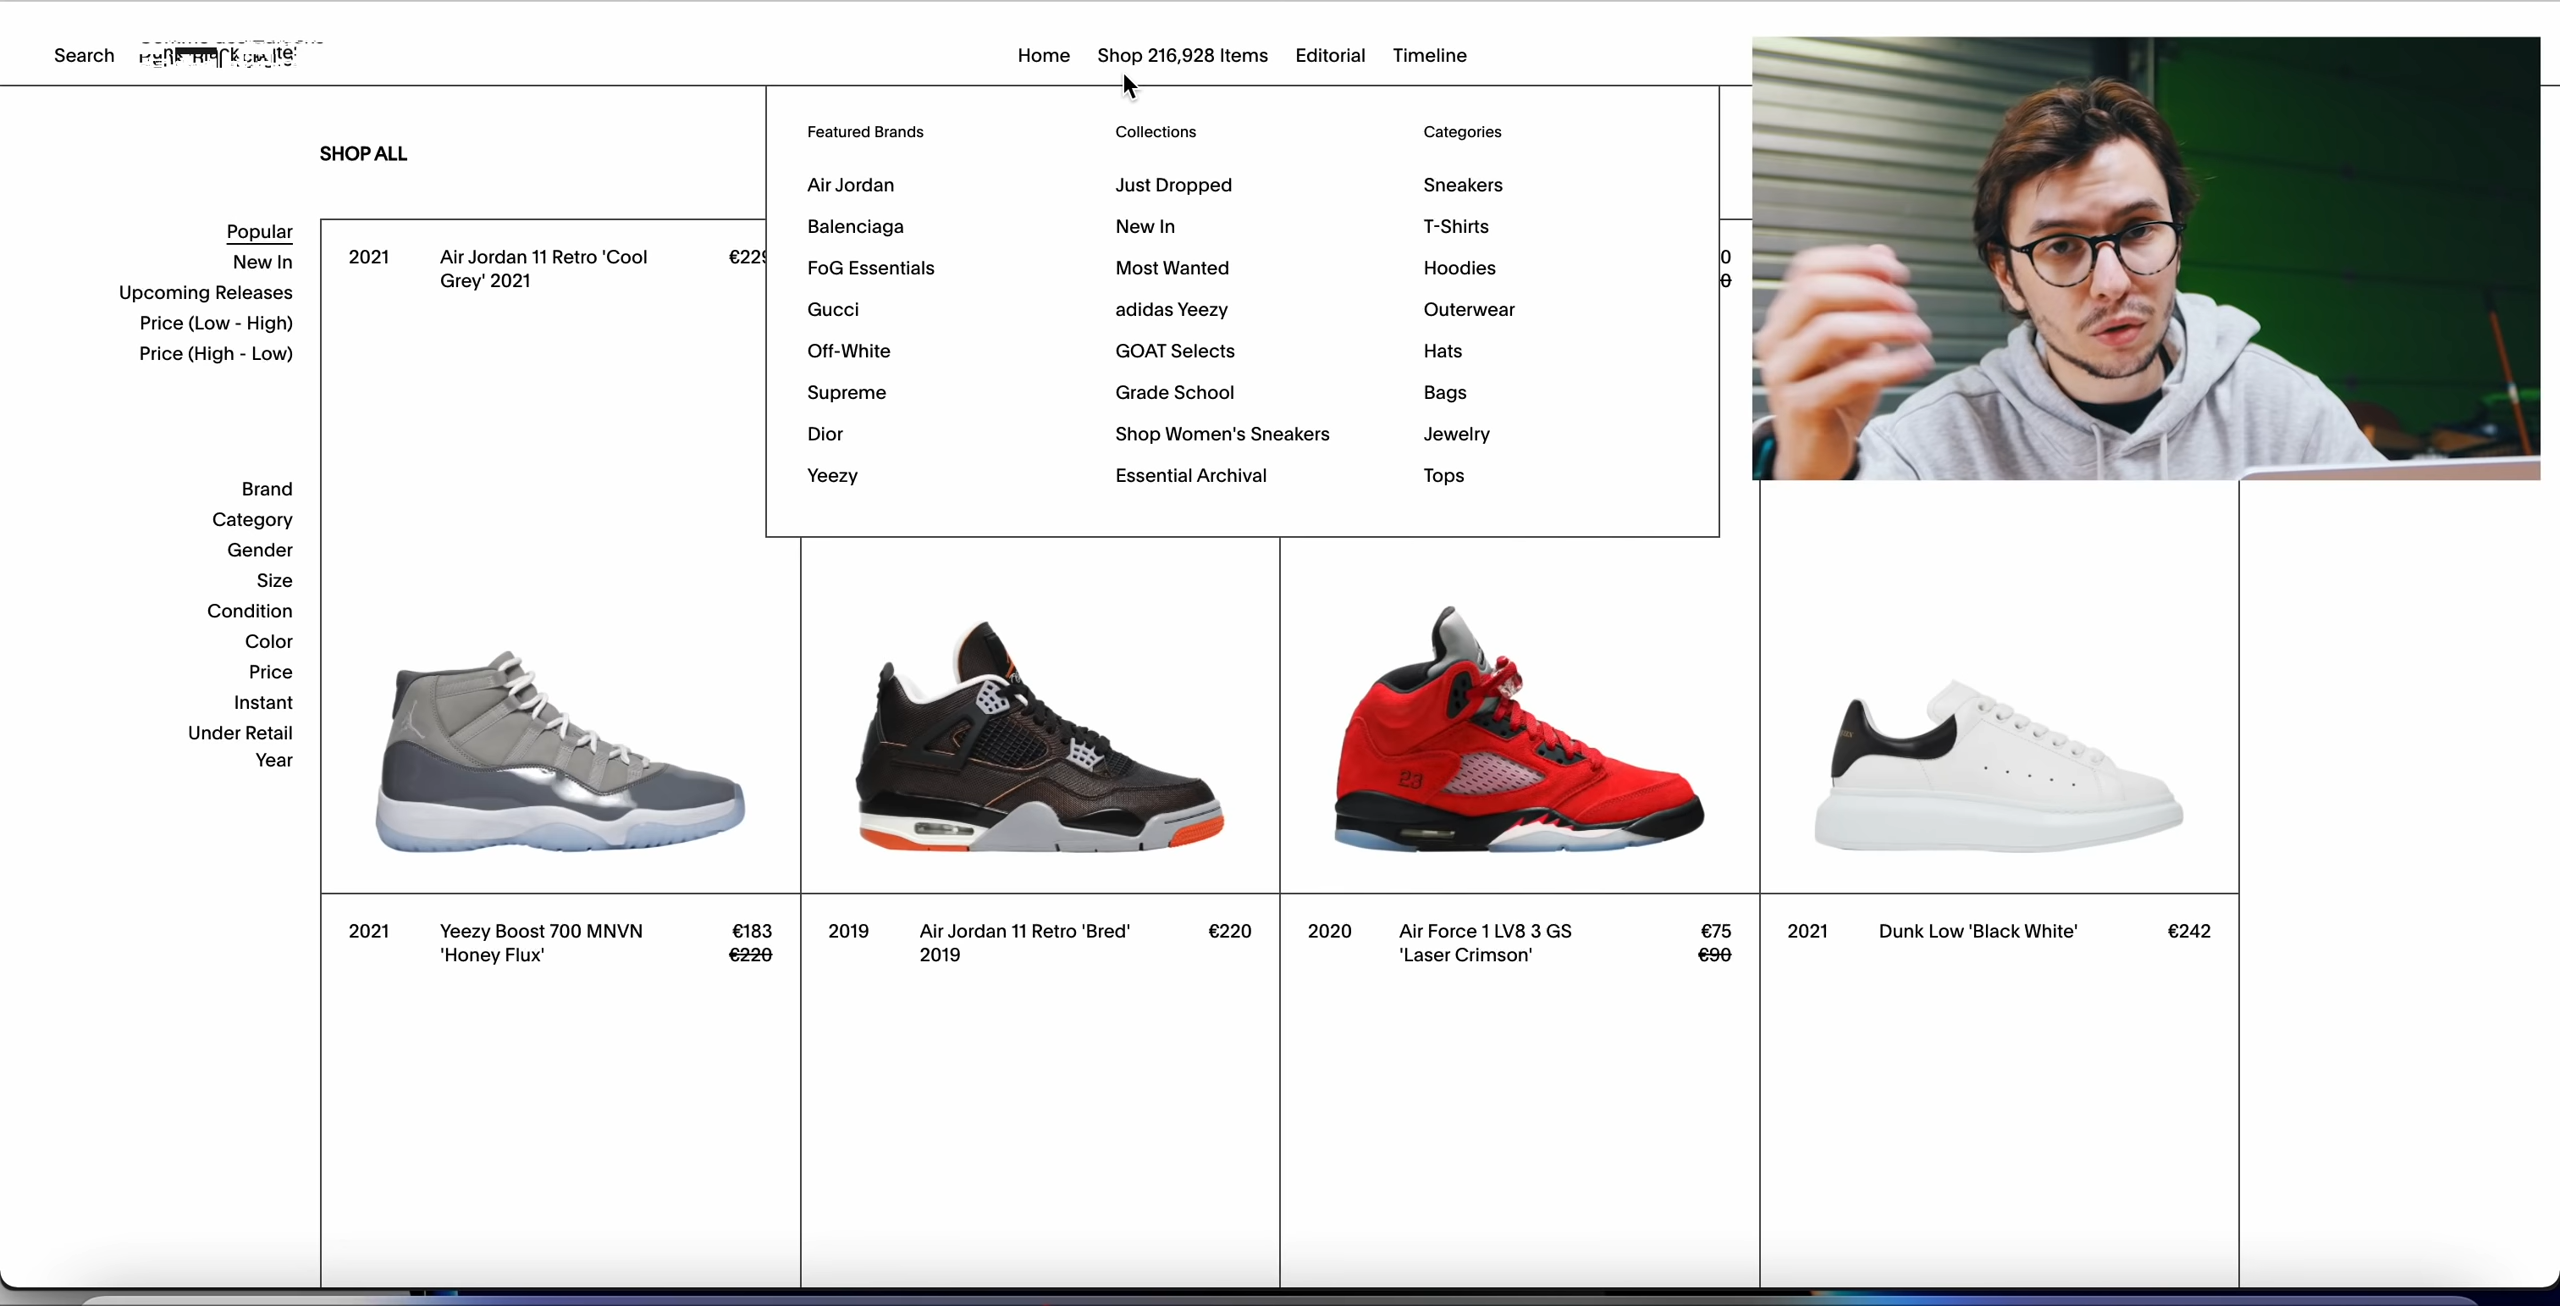 Search
Home
Shop 216,928 Items
Editorial
Timeline
SHOP ALL
Featured Brands
Air Jordan
Balenciaga
FoG Essentials
Gucci
Off-White
Supreme
Dior
Yeezy
Collections
Just Dropped
New In
Most Wanted
adidas Yeezy
GOAT Selects
Grade School
Shop Women's Sneakers
Essential Archival
Categories
Sneakers
T-Shirts
Hoodies
Outerwear
Hats
Bags
Jewelry
Tops
Popular
New In
Upcoming Releases
Price (Low - High)
Price (High - Low)
Brand
Category
Gender
Size
Condition
Color
Price
Instant
Under Retail
Year
2021
Air Jordan 11 Retro 'Cool
Grey' 2021
€229
0
0
23
2021
Yeezy Boost 700 MNVN
'Honey Flux'
€183
€220
2019
Air Jordan 11 Retro 'Bred'
2019
€220
2020
Air Force 1 LV8 3 GS
'Laser Crimson'
€75
€90
2021
Dunk Low 'Black White'
€242